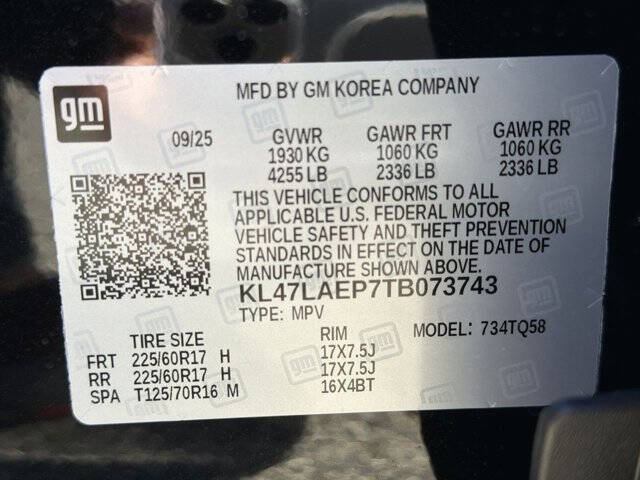 gm
MFD BY GM KOREA COMPANY
09/25 GVWR GAWR FRT GAWR RR
1930 KG 1060 KG 1060 KG
4255 LB 2336 LB 2336 LB
THIS VEHICLE CONFORMS TO ALL
APPLICABLE U.S. FEDERAL MOTOR
VEHICLE SAFETY AND THEFT PREVENTION
STANDARDS IN EFFECT ON THE DATE OF
MANUFACTURE SHOWN ABOVE.
KL47LAEP7TB073743
TYPE: MPV MODEL: 734TQ58
TIRE SIZE RIM
FRT 225/60R17 H 17X7.5J
RR 225/60R17 H 17X7.5J
SPA T125/70R16 M 16X4BT